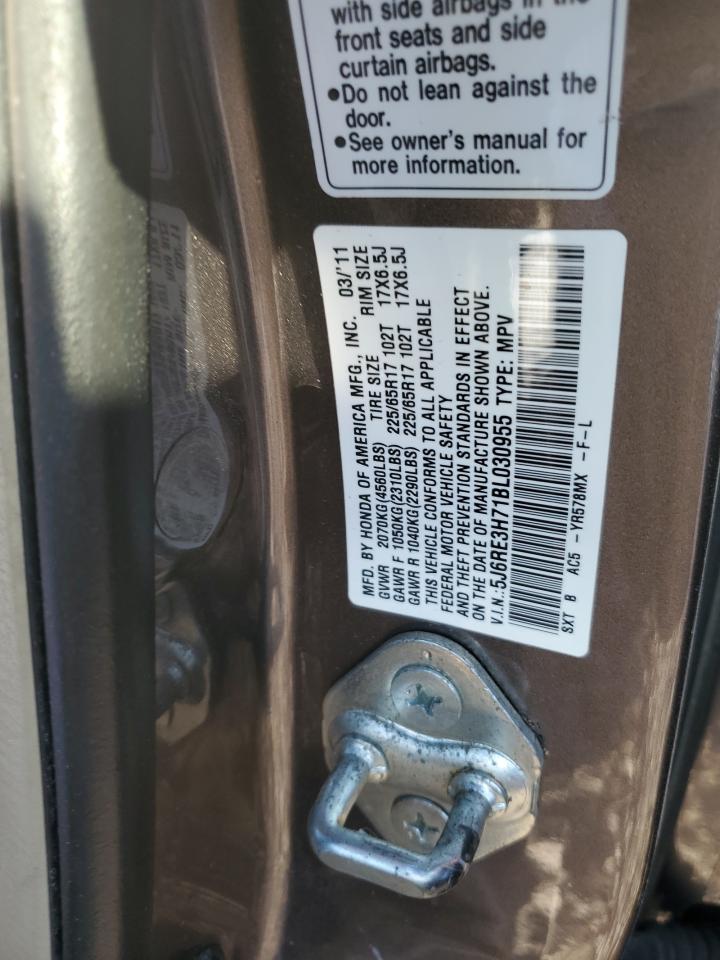 with side airbags in the
front seats and side
curtain airbags.
●Do not lean against the
door.
●See owner's manual for
more information.
MFD. BY HONDA OF AMERICA MFG., INC. 03/'11
GVWR 2070KG(4560LBS) TIRE SIZE RIM SIZE
GAWR F 1050KG(2310LBS) 225/65R17 102T 17X6.5J
GAWR R 1040KG(2290LBS) 225/65R17 102T 17X6.5J
THIS VEHICLE CONFORMS TO ALL APPLICABLE
FEDERAL MOTOR VEHICLE SAFETY
AND THEFT PREVENTION STANDARDS IN EFFECT
ON THE DATE OF MANUFACTURE SHOWN ABOVE.
V.I.N.:5J6RE3H71BL030955 TYPE: MPV
SXT B AC5 -YR578MX -F-L